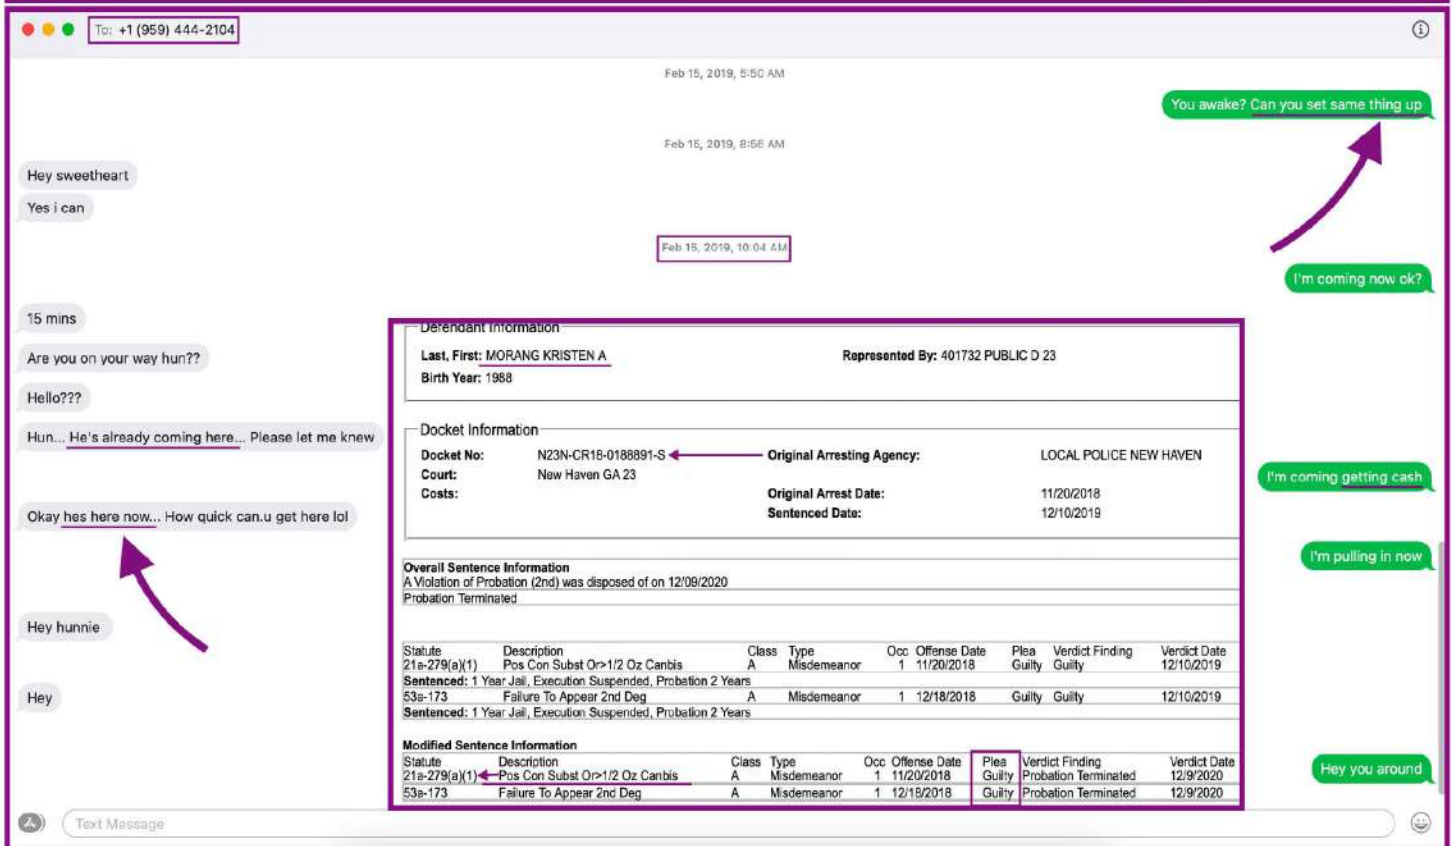 To: +1 (959) 444-2104
Feb 15, 2019, 5:50 AM
You awake? Can you set same thing up
Feb 15, 2019, 8:56 AM
Hey sweetheart
Yes i can
Feb 15, 2019, 10:04 AM
I'm coming now ok?
15 mins
Are you on your way hun??
Hello???
Hun... He's already coming here... Please let me knew
I'm coming getting cash
Okay hes here now... How quick can.u get here lol
I'm pulling in now
Hey hunnie
Hey
Hey you around
Text Message
Defendant Information
Last, First: MORANG KRISTEN A Represented By: 401732 PUBLIC D 23
Birth Year: 1988
Docket Information
Docket No: N23N-CR18-0188891-S Original Arresting Agency: LOCAL POLICE NEW HAVEN
Court: New Haven GA 23
Costs: Original Arrest Date: 11/20/2018
Sentenced Date: 12/10/2019
Overall Sentence Information
A Violation of Probation (2nd) was disposed of on 12/09/2020
Probation Terminated
Statute Description Class Type Occ Offense Date Plea Verdict Finding Verdict Date
21a-279(a)(1) Pos Con Subst Or>1/2 Oz Canbis A Misdemeanor 1 11/20/2018 Guilty Guilty 12/10/2019
Sentenced: 1 Year Jail, Execution Suspended, Probation 2 Years
53a-173 Failure To Appear 2nd Deg A Misdemeanor 1 12/18/2018 Guilty Guilty 12/10/2019
Sentenced: 1 Year Jail, Execution Suspended, Probation 2 Years
Modified Sentence Information
Statute Description Class Type Occ Offense Date Plea Verdict Finding Verdict Date
21a-279(a)(1) Pos Con Subst Or>1/2 Oz Canbis A Misdemeanor 1 11/20/2018 Guilty Probation Terminated 12/9/2020
53a-173 Failure To Appear 2nd Deg A Misdemeanor 1 12/18/2018 Guilty Probation Terminated 12/9/2020